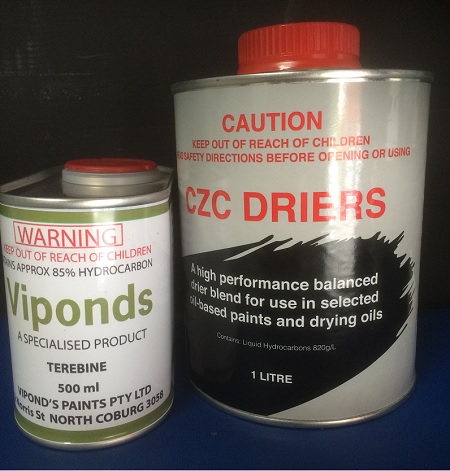 WARNING
KEEP OUT OF REACH OF CHILDREN
APPROX 85% HYDROCARBON
Viponds
A SPECIALISED PRODUCT
TEREBINE
500 ml
VIPOND'S PAINTS PTY LTD
St NORTH COBURG 3058
CAUTION
KEEP OUT OF REACH OF CHILDREN
SAFETY DIRECTIONS BEFORE OPENING OR USING
CZC DRIERS
A high performance balanced
drier blend for use in selected
oil-based paints and drying oils
Contains: Liquid Hydrocarbons 820g/L
1 LITRE